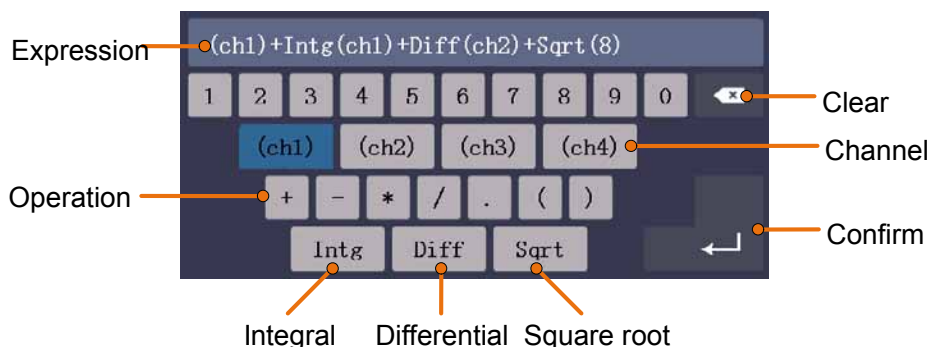 Expression
(ch1)+Intg(ch1)+Diff(ch2)+Sqrt(8)
1 2 3 4 5 6 7 8 9 0
Clear
(ch1) (ch2) (ch3) (ch4)
Channel
Operation
+ - * / . ( )
Confirm
Intg Diff Sqrt
Integral Differential Square root